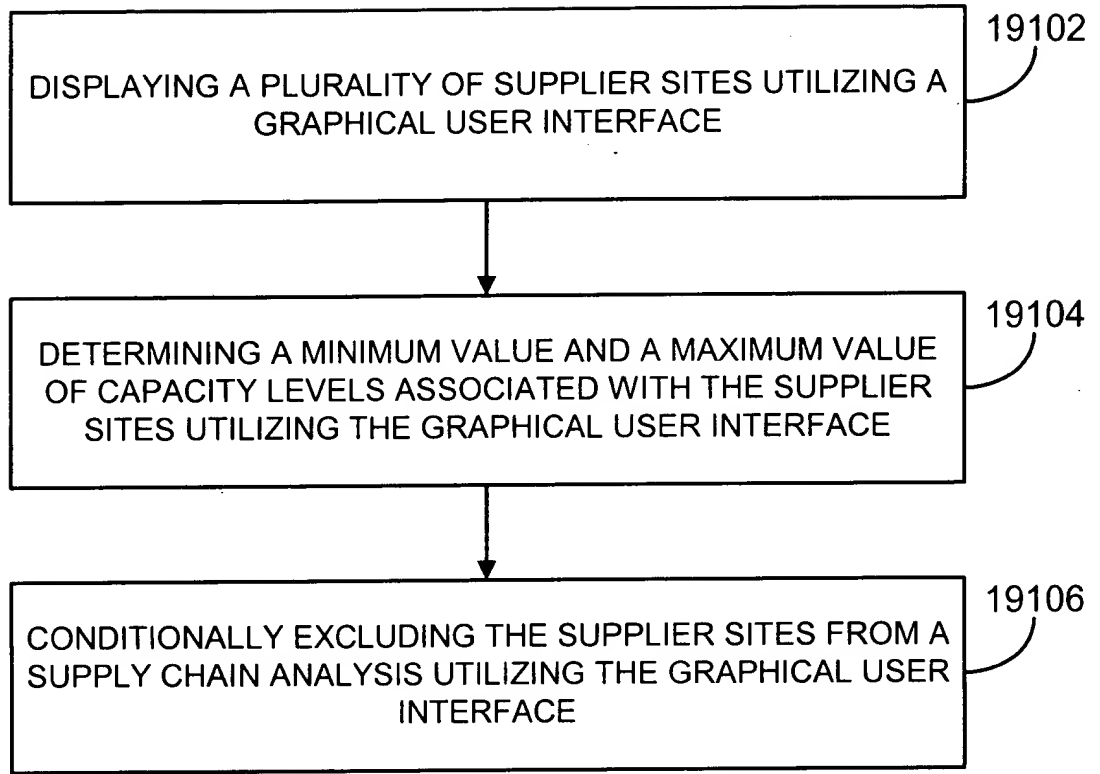 19102
DISPLAYING A PLURALITY OF SUPPLIER SITES UTILIZING A
GRAPHICAL USER INTERFACE
19104
DETERMINING A MINIMUM VALUE AND A MAXIMUM VALUE
OF CAPACITY LEVELS ASSOCIATED WITH THE SUPPLIER
SITES UTILIZING THE GRAPHICAL USER INTERFACE
19106
CONDITIONALLY EXCLUDING THE SUPPLIER SITES FROM A
SUPPLY CHAIN ANALYSIS UTILIZING THE GRAPHICAL USER
INTERFACE